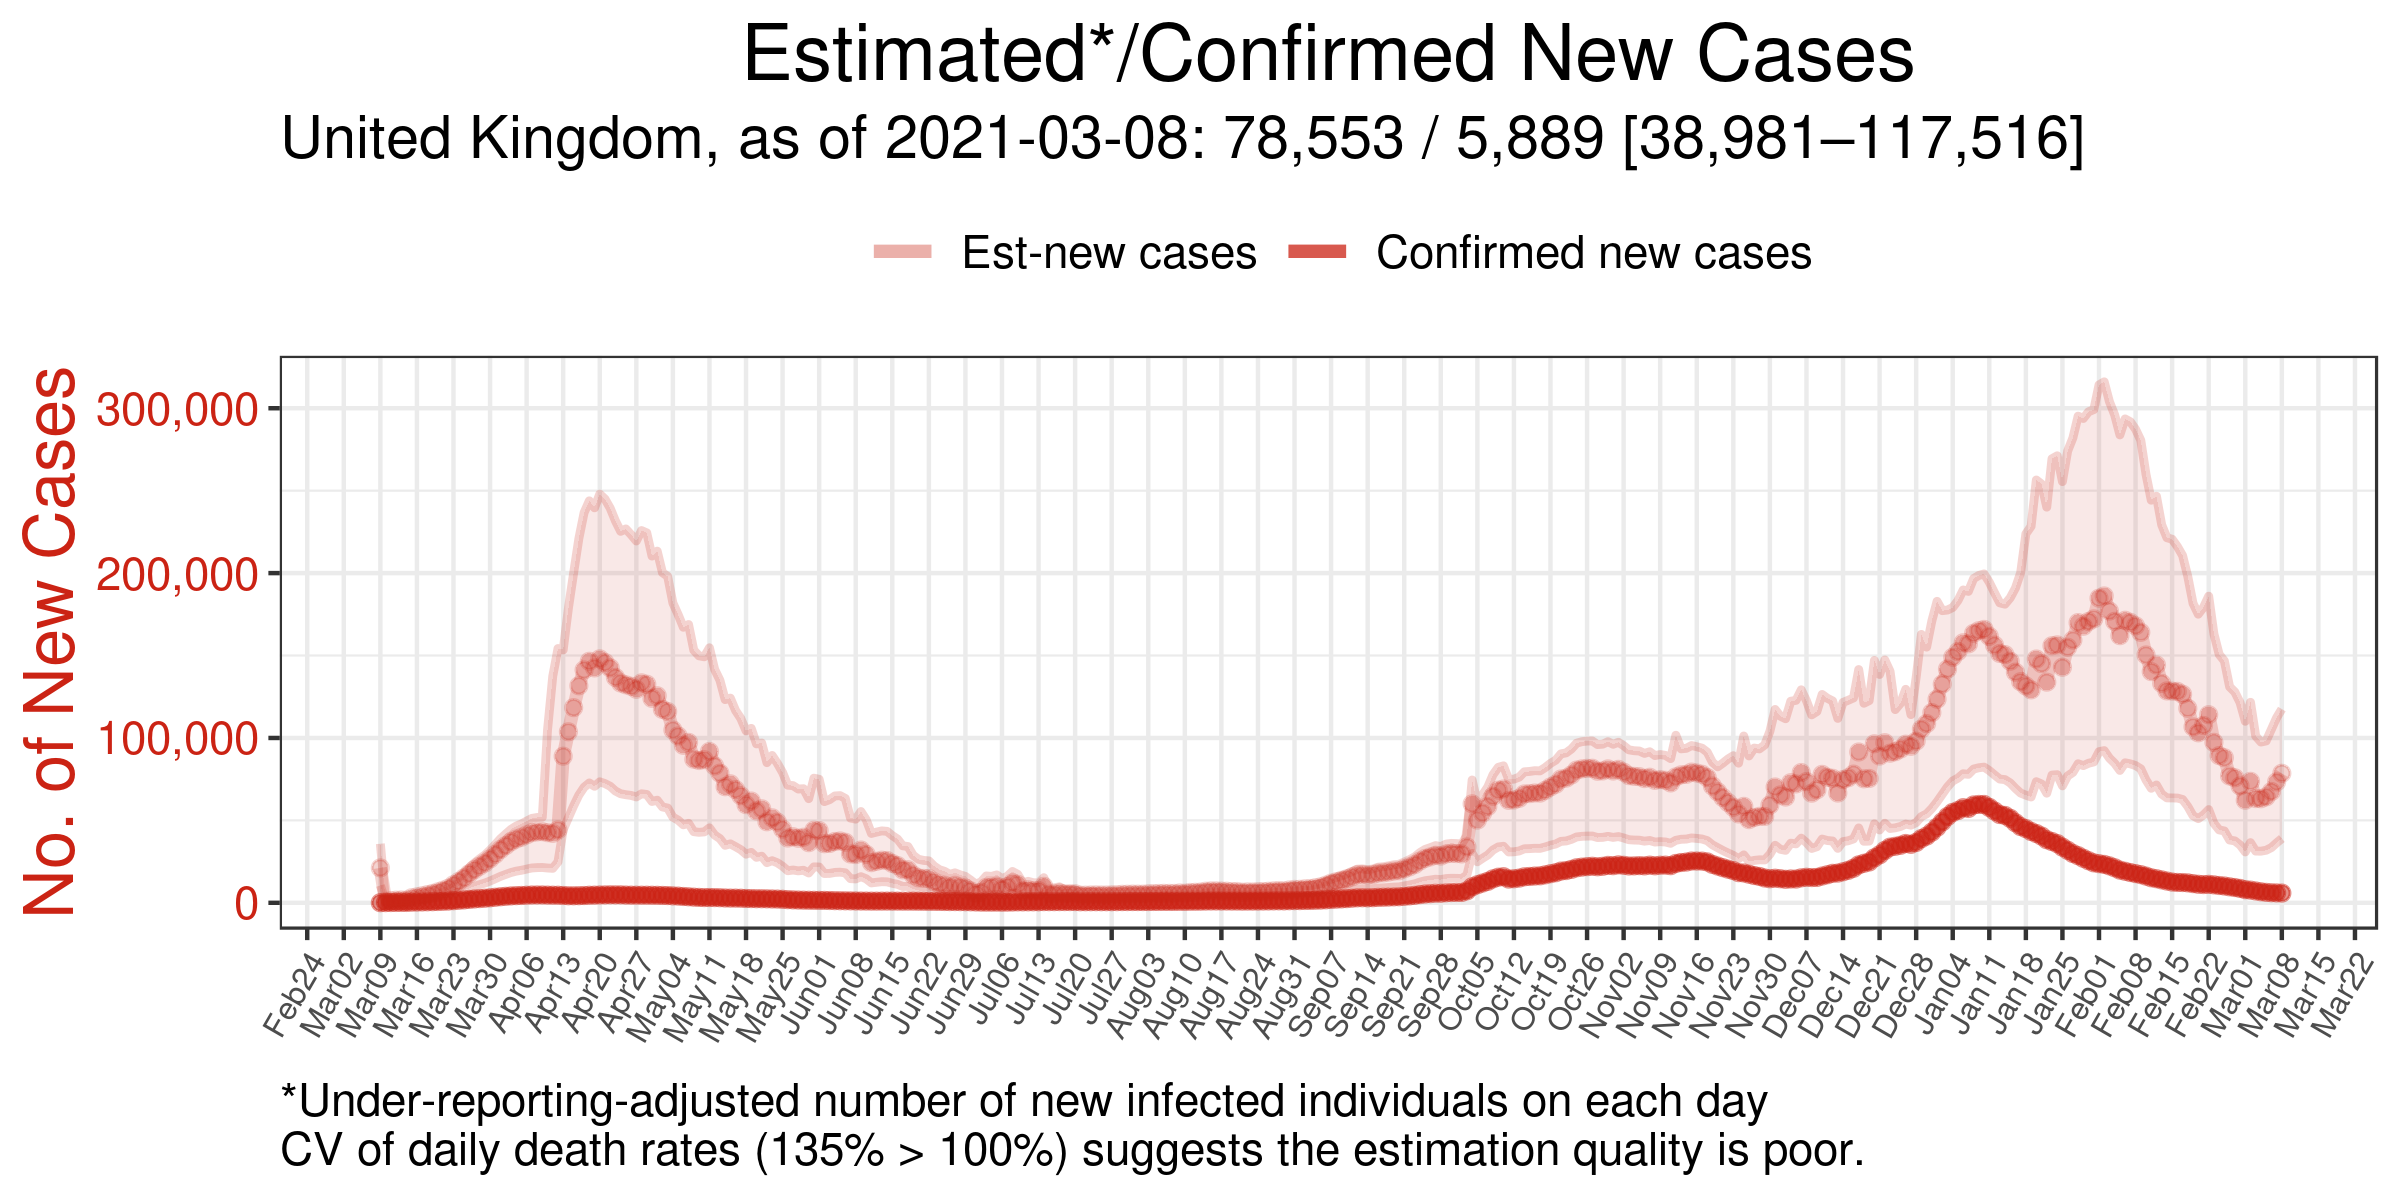 Estimated*/Confirmed New Cases
United Kingdom, as of 2021-03-08: 78,553 / 5,889 [38,981–117,516]
Est-new cases Confirmed new cases
No. of New Cases
300,000
200,000
100,000
0
Feb24 Mar02 Mar09 Mar16 Mar23 Mar30 Apr06 Apr13 Apr20 Apr27 May04 May11 May18 May25 Jun01 Jun08 Jun15 Jun22 Jun29 Jul06 Jul13 Jul20 Jul27 Aug03 Aug10 Aug17 Aug24 Aug31 Sep07 Sep14 Sep21 Sep28 Oct05 Oct12 Oct19 Oct26 Nov02 Nov09 Nov16 Nov23 Nov30 Dec07 Dec14 Dec21 Dec28 Jan04 Jan11 Jan18 Jan25 Feb01 Feb08 Feb15 Feb22 Mar01 Mar08 Mar15 Mar22
*Under-reporting-adjusted number of new infected individuals on each day
CV of daily death rates (135% > 100%) suggests the estimation quality is poor.